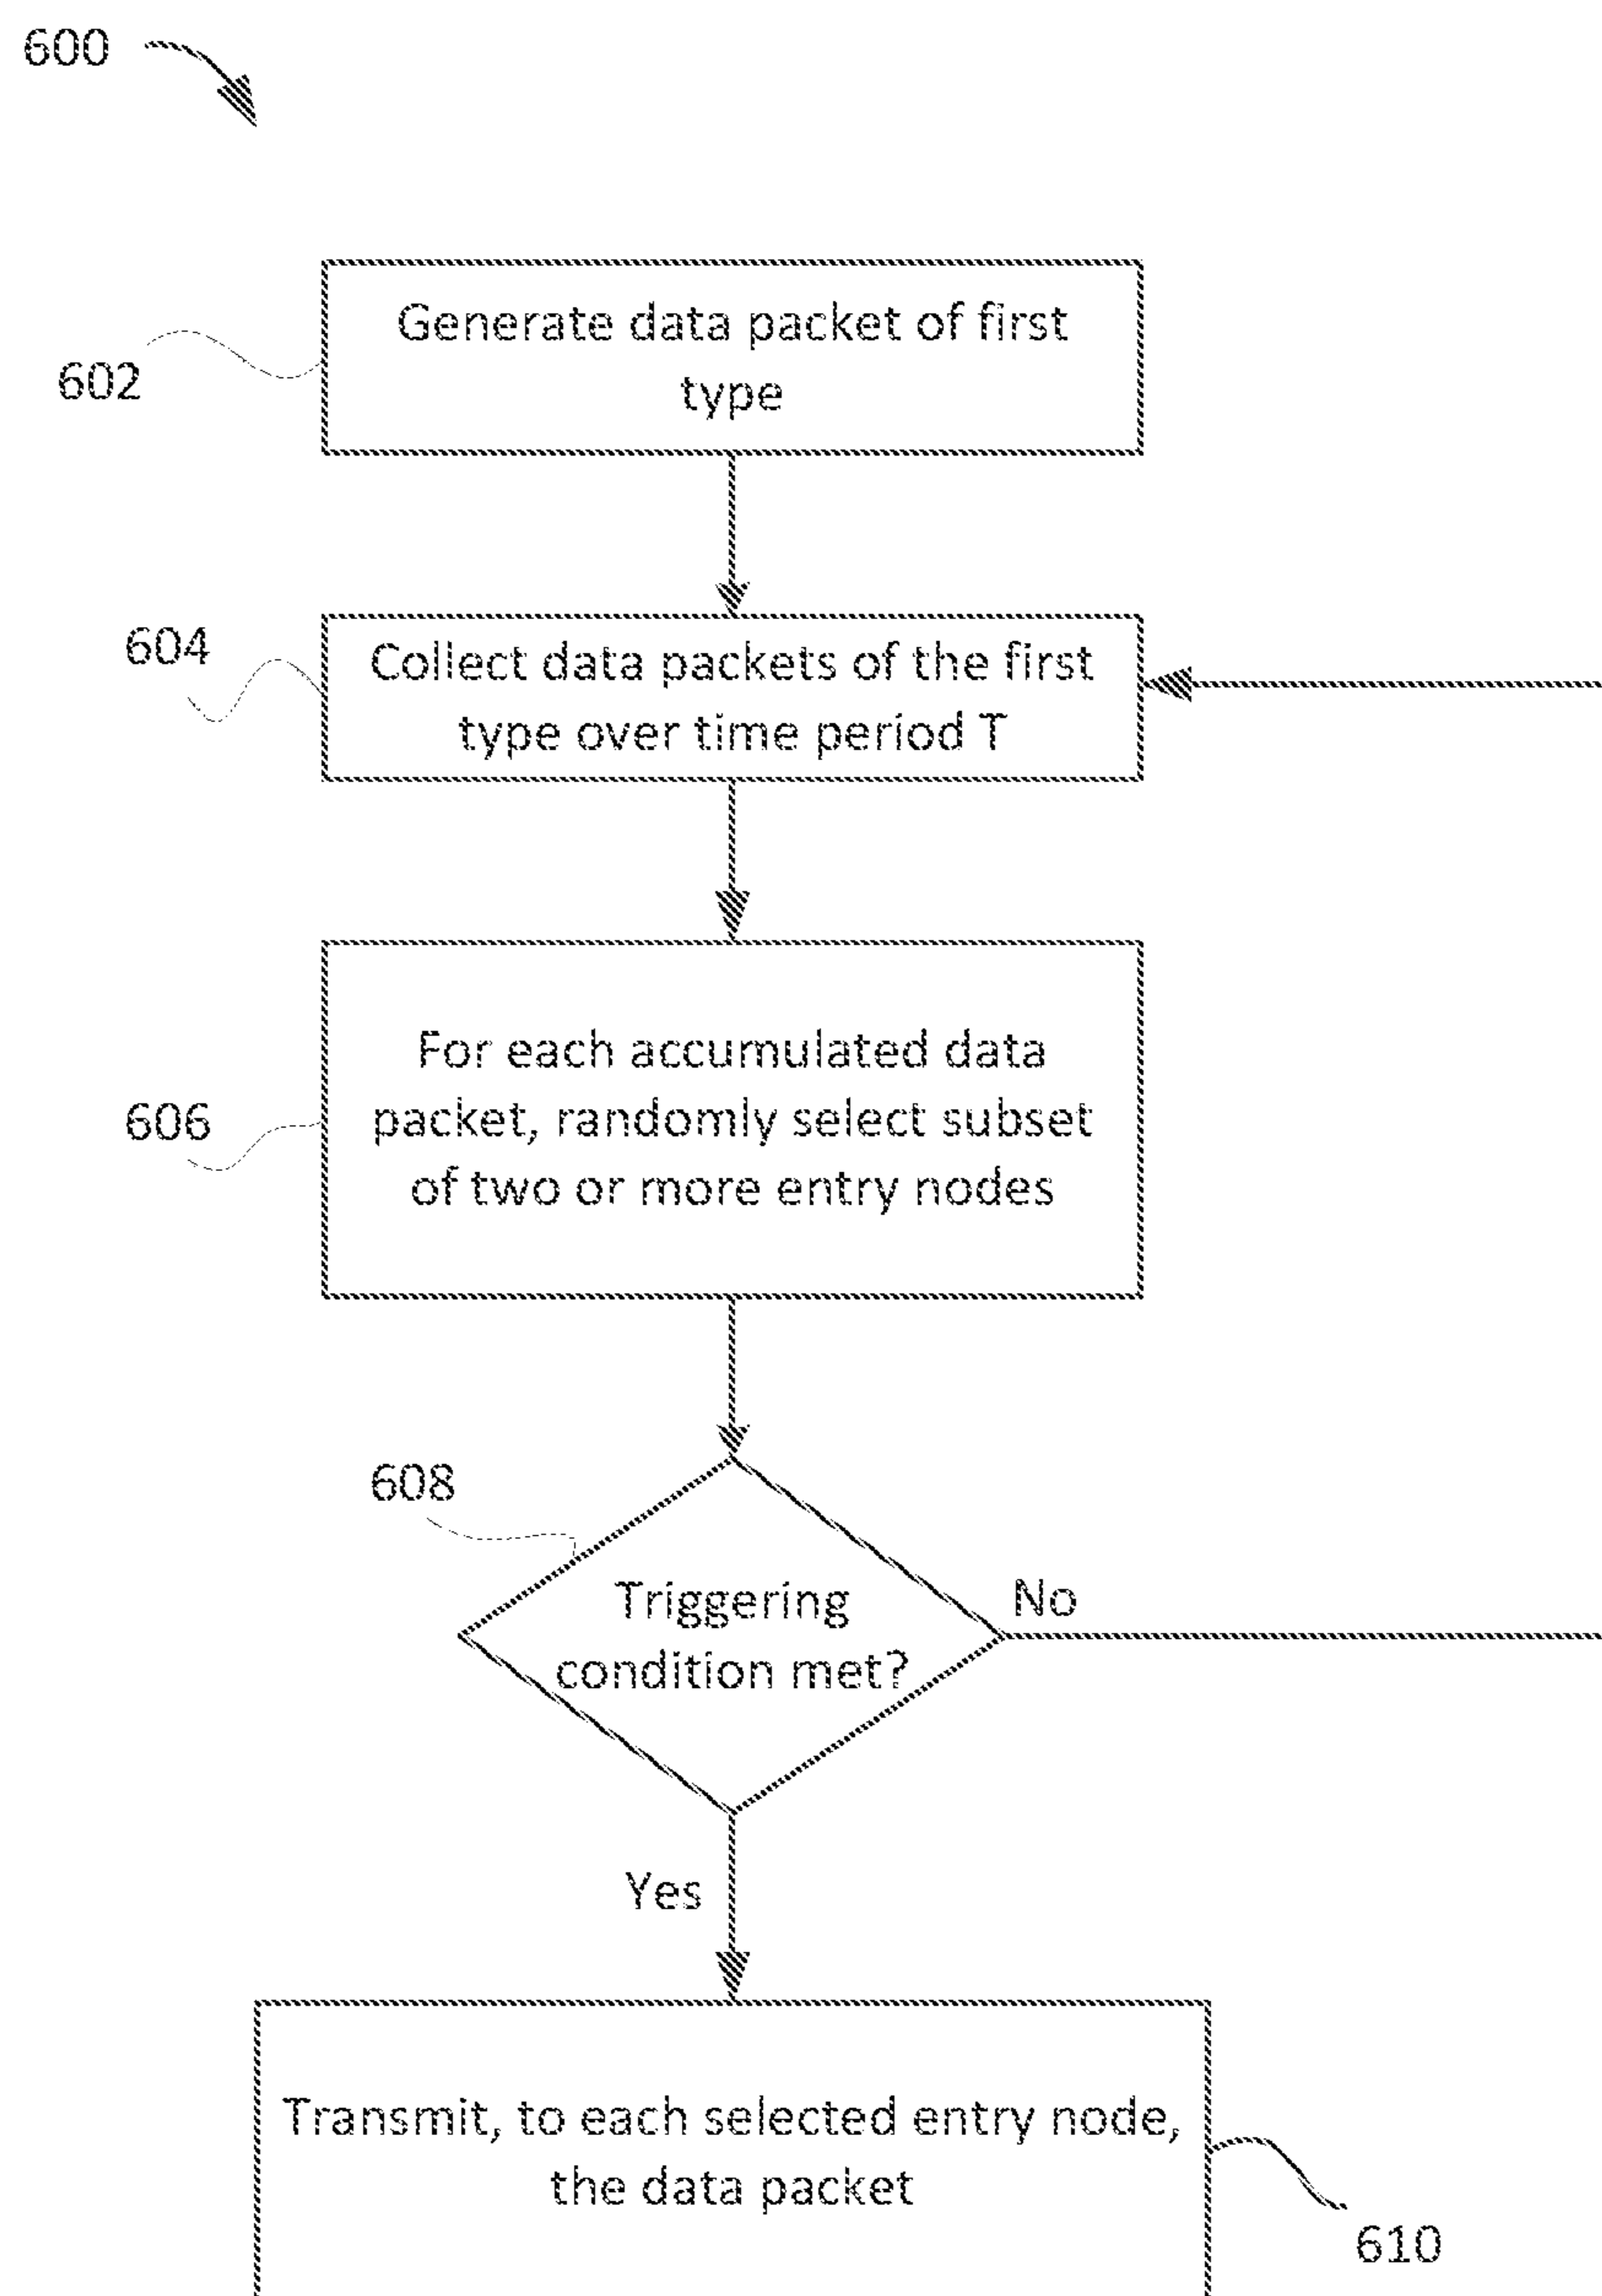 600
Generate data packet of first
type
602
604
Collect data packets of the first
type over time period T
For each accumulated data
packet, randomly select subset
of two or more entry nodes
606
608
Triggering
condition met?
No
Yes
Transmit, to each selected entry node,
the data packet
610